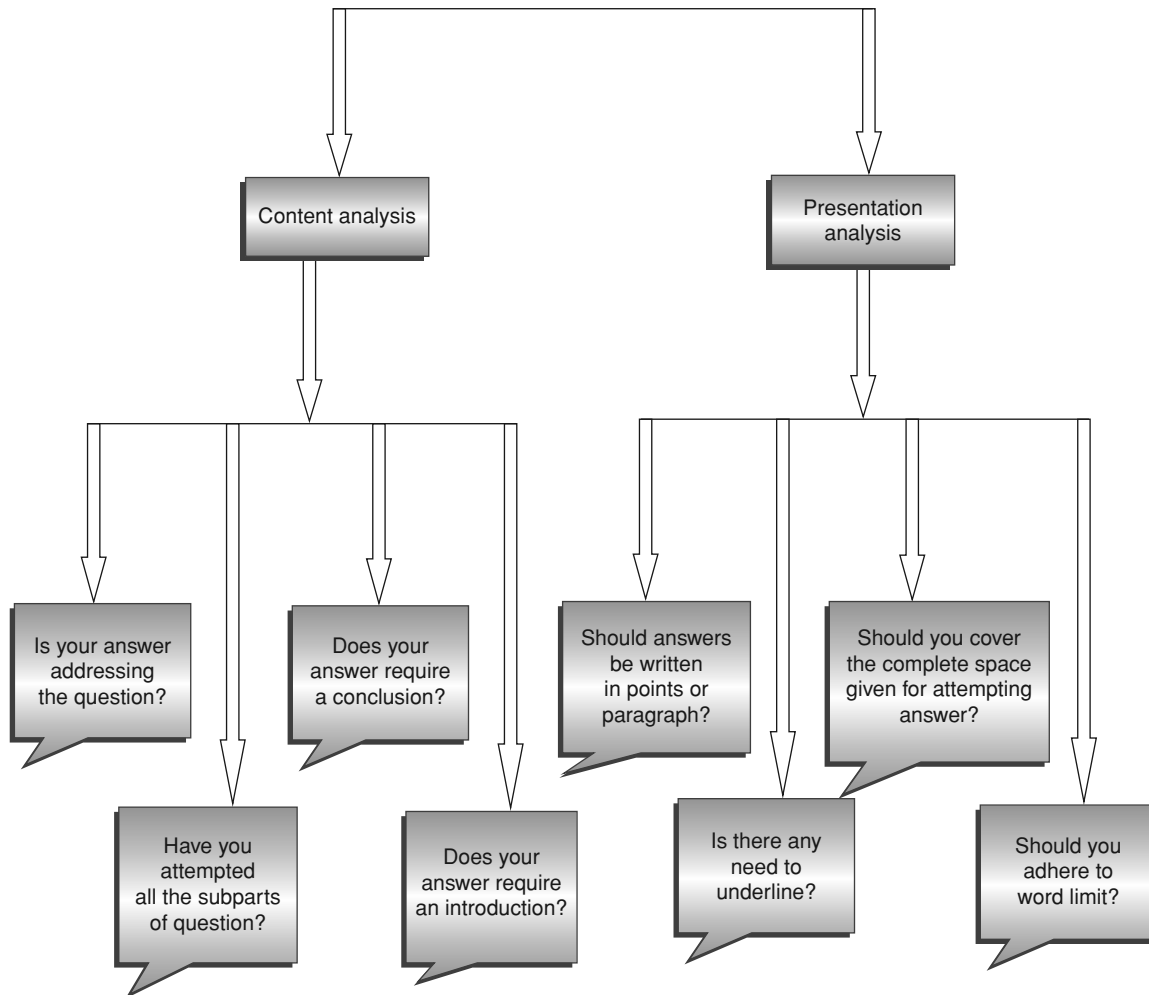 Content analysis
Presentation
analysis
Is your answer
addressing
the question?
Does your
answer require
a conclusion?
Should answers
be written
in points or
paragraph?
Should you cover
the complete space
given for attempting
answer?
Have you
attempted
all the subparts
of question?
Does your
answer require
an introduction?
Is there any
need to
underline?
Should you
adhere to
word limit?